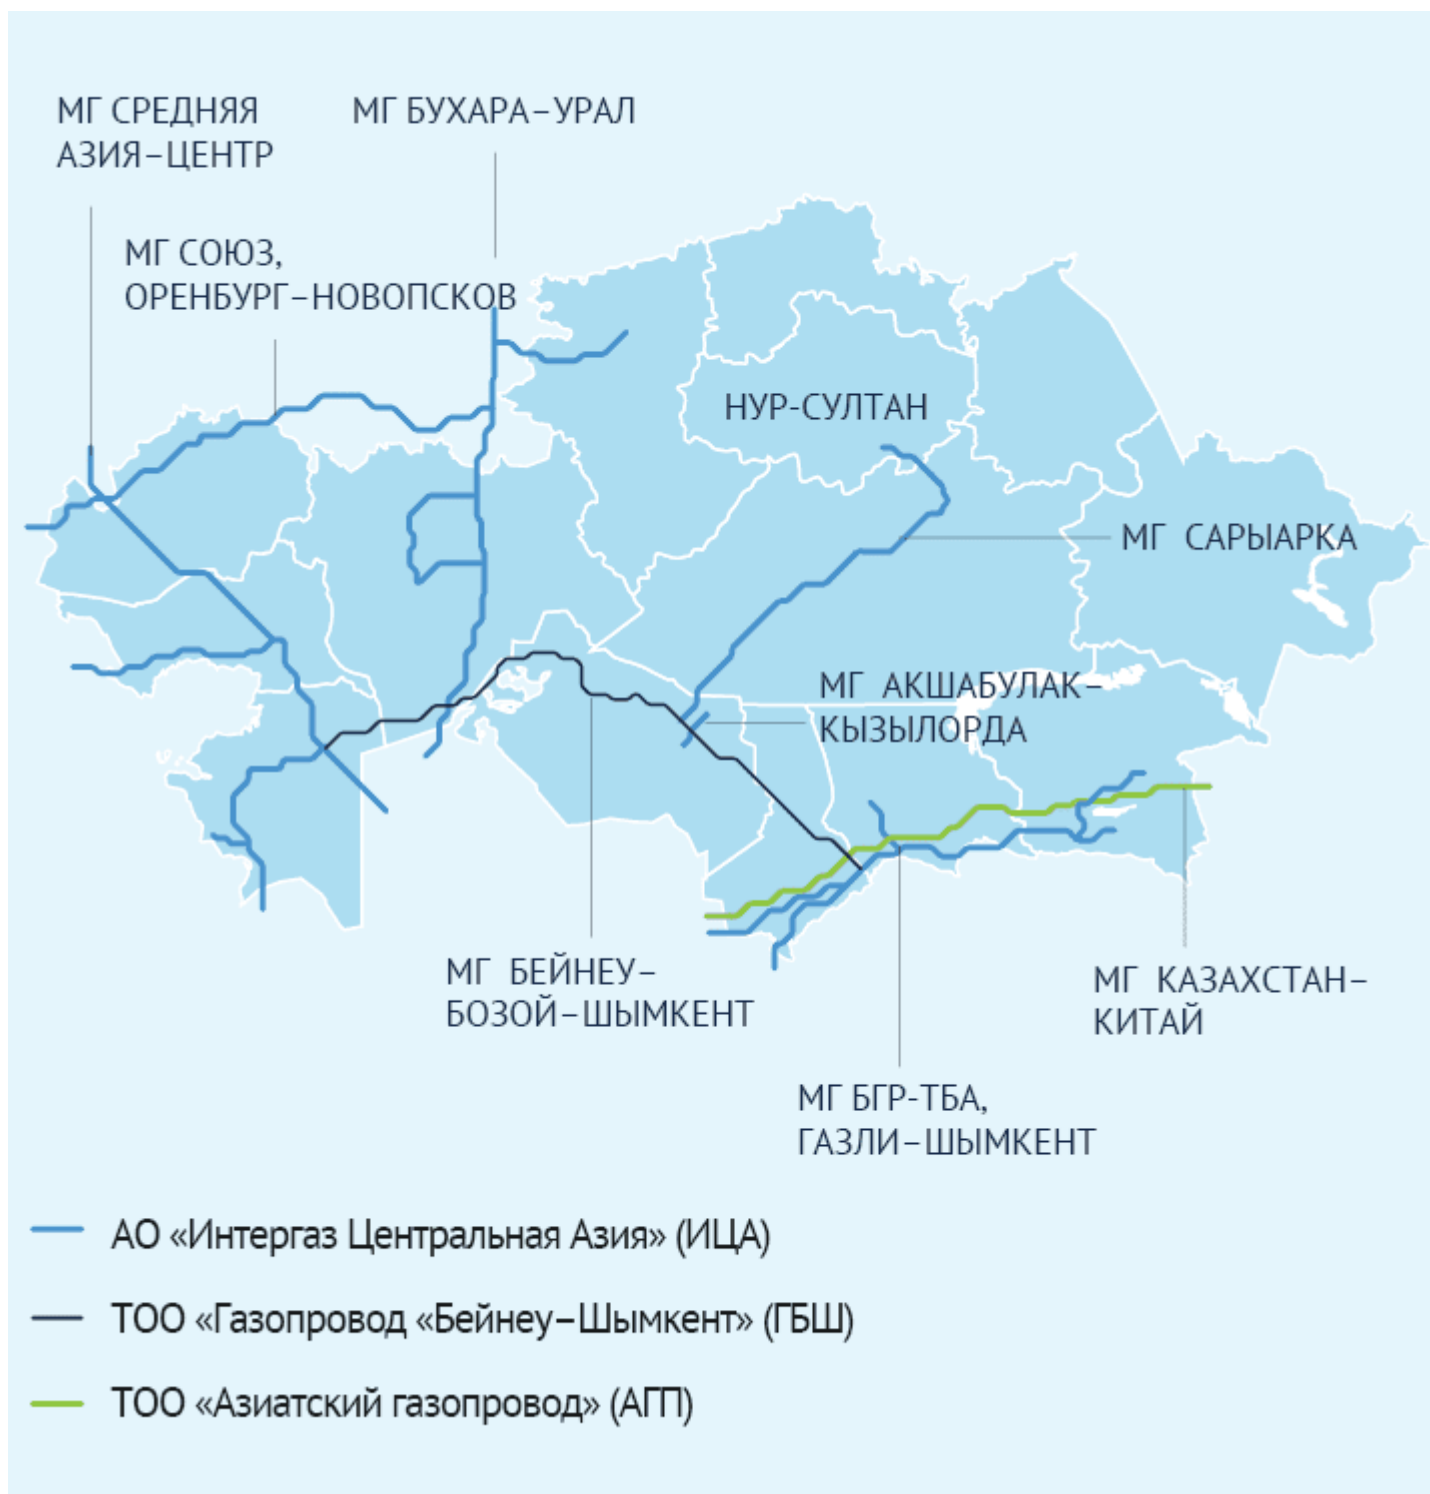 МГ СРЕДНЯЯ
АЗИЯ–ЦЕНТР
МГ БУХАРА–УРАЛ
МГ СОЮЗ,
ОРЕНБУРГ–НОВОПСКОВ
НУР-СУЛТАН
МГ САРЫАРКА
МГ АКШАБУЛАК–
КЫЗЫЛОРДА
МГ БЕЙНЕУ–
БОЗОЙ–ШЫМКЕНТ
МГ КАЗАХСТАН–
КИТАЙ
МГ БГР-ТБА,
ГАЗЛИ–ШЫМКЕНТ
АО «Интергаз Центральная Азия» (ИЦА)
ТОО «Газопровод «Бейнеу–Шымкент» (ГБШ)
ТОО «Азиатский газопровод» (АГП)